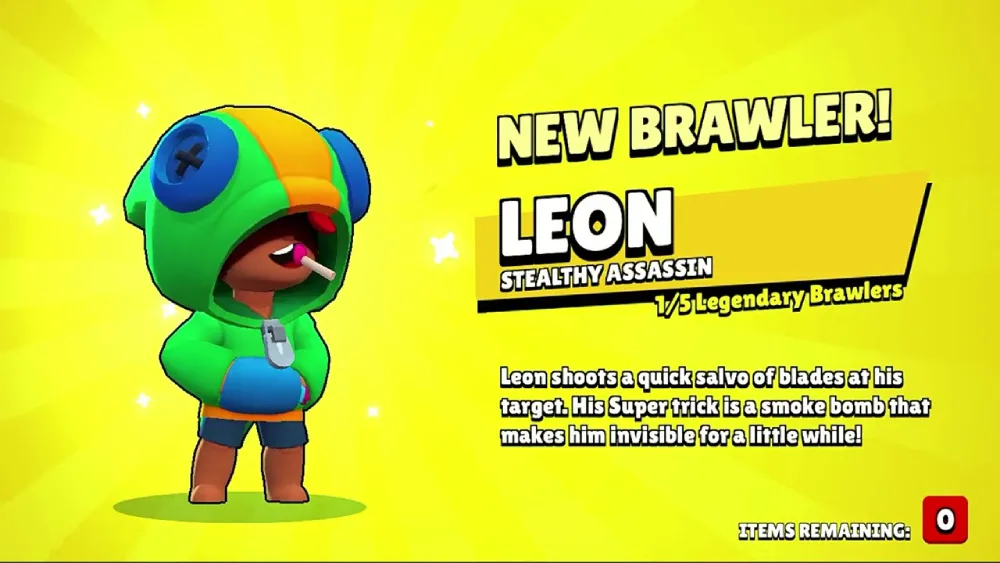 NEW BRAWLER!
LEON
STEALTHY ASSASSIN
1/5 Legendary Brawlers
Leon shoots a quick salvo of blades at his
target. His Super trick is a smoke bomb that
makes him invisible for a little while!
ITEMS REMAINING: 0